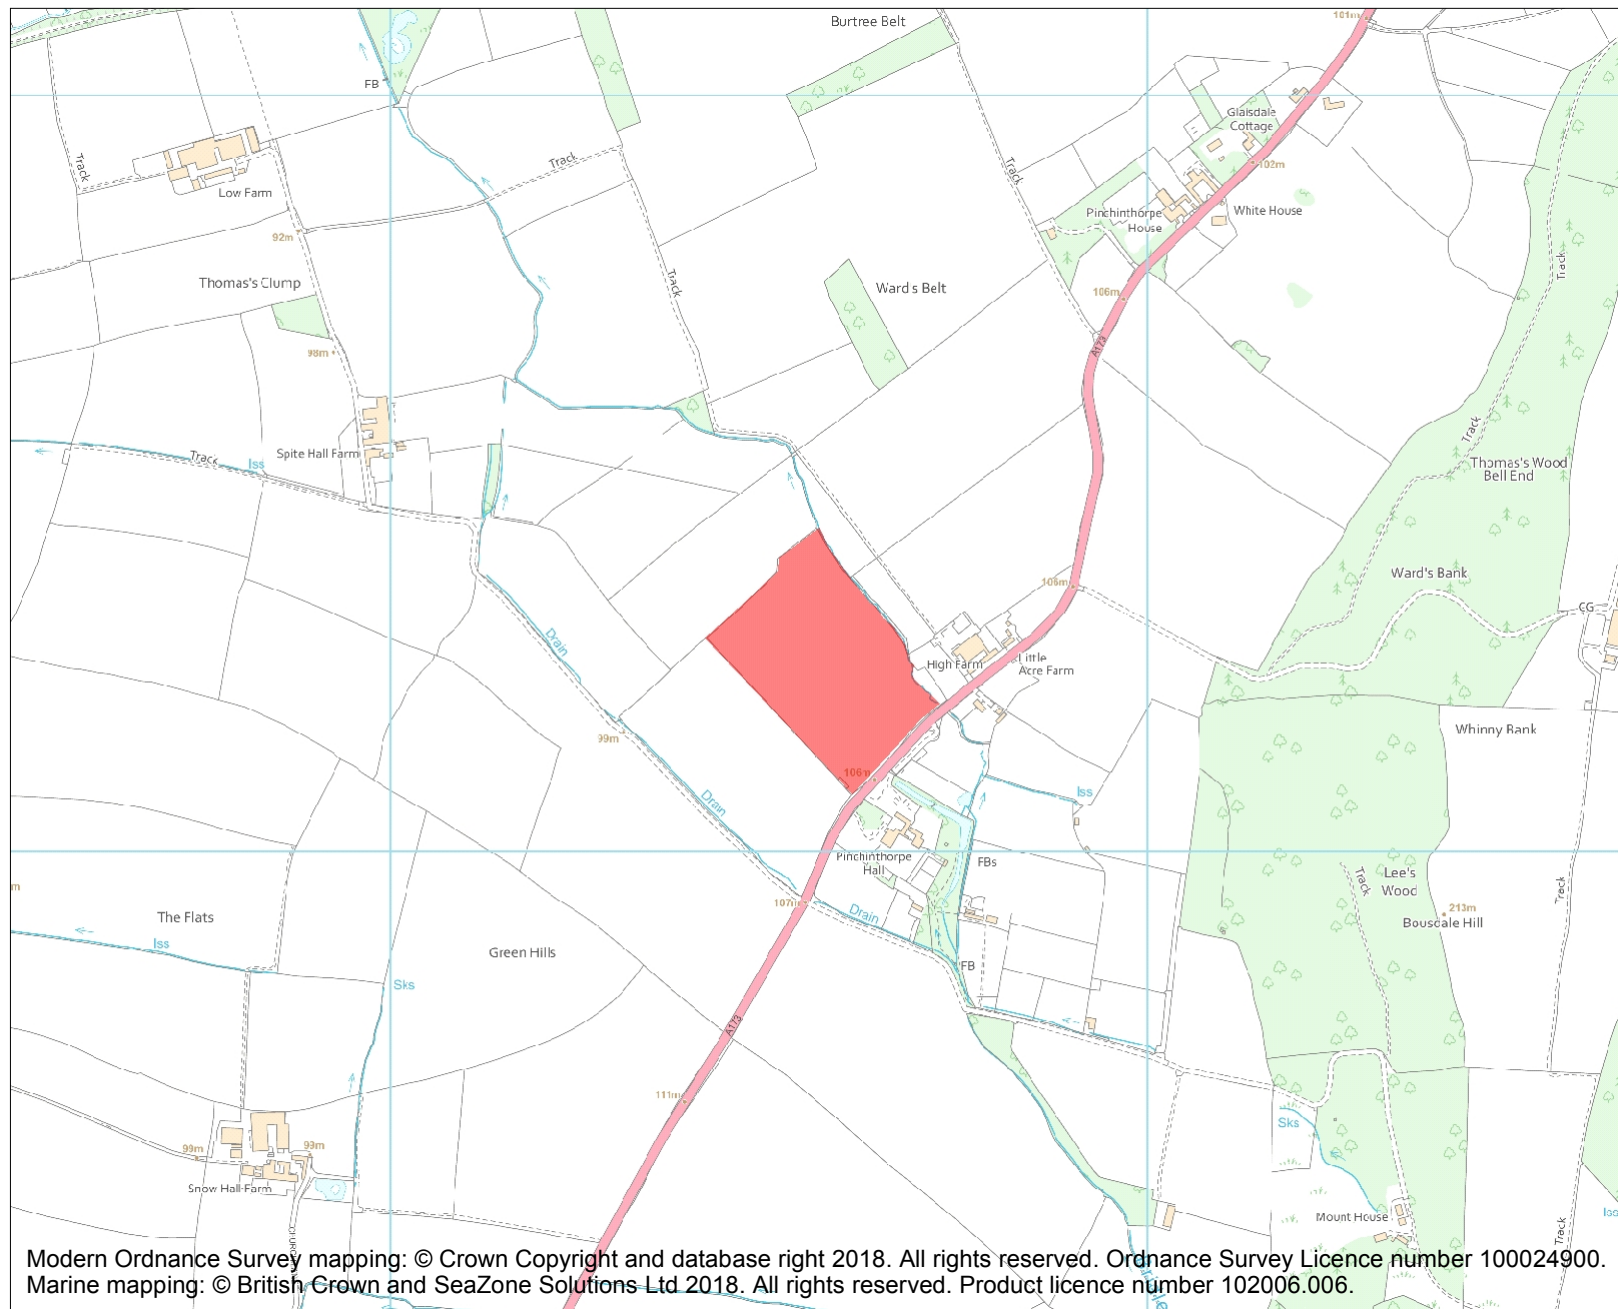 101m
Burtree Belt
FB
Glaisdale
Cottage
Track
Track
Track
102m
Low Farm
Pinchinthorpe
House
White House
92m
Track
Track
Thomas's Clump
Ward's Belt
106m
98m
A173
Track
Spite Hall Farm
Track
Iss
Thomas's Wood
Bell End
Ward's Bank
106m
CG
Drain
High Farm
Little
Acre Farm
99m
Whinny Bank
106m
Iss
Drain
Pinchinthorpe
Hall
FBs
Track
Lee's
Wood
Track
m
107m
213m
The Flats
Drain
Bousdale Hill
Iss
Green Hills
FB
Sks
A173
111m
Sks
99m
99m
Snow Hall Farm
Mount House
Iss
Track
Modern Ordnance Survey mapping: © Crown Copyright and database right 2018. All rights reserved. Ordnance Survey Licence number 100024900.
Marine mapping: © British Crown and SeaZone Solutions Ltd 2018. All rights reserved. Product licence number 102006.006.